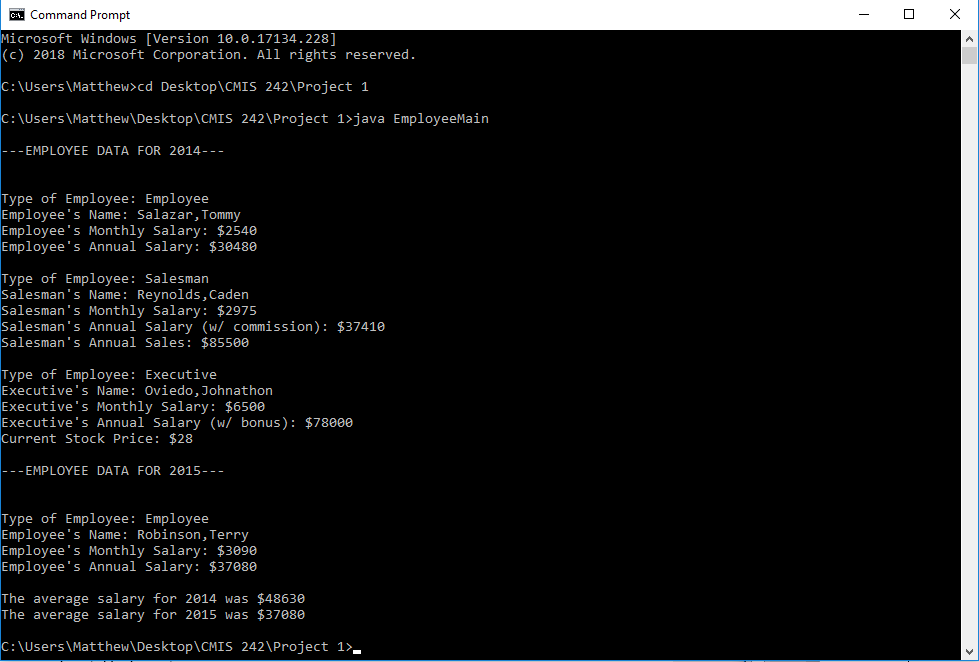 Command Prompt
Microsoft Windows [Version 10.0.17134.228]
(c) 2018 Microsoft Corporation. All rights reserved.
C:\Users\Matthew>cd Desktop\CMIS 242\Project 1
C:\Users\Matthew\Desktop\CMIS 242\Project 1>java EmployeeMain
---EMPLOYEE DATA FOR 2014---
Type of Employee: Employee
Employee's Name: Salazar,Tommy
Employee's Monthly Salary: $2540
Employee's Annual Salary: $30480
Type of Employee: Salesman
Salesman's Name: Reynolds,Caden
Salesman's Monthly Salary: $2975
Salesman's Annual Salary (w/ commission): $37410
Salesman's Annual Sales: $85500
Type of Employee: Executive
Executive's Name: Oviedo,Johnathon
Executive's Monthly Salary: $6500
Executive's Annual Salary (w/ bonus): $78000
Current Stock Price: $28
---EMPLOYEE DATA FOR 2015---
Type of Employee: Employee
Employee's Name: Robinson,Terry
Employee's Monthly Salary: $3090
Employee's Annual Salary: $37080
The average salary for 2014 was $48630
The average salary for 2015 was $37080
C:\Users\Matthew\Desktop\CMIS 242\Project 1>